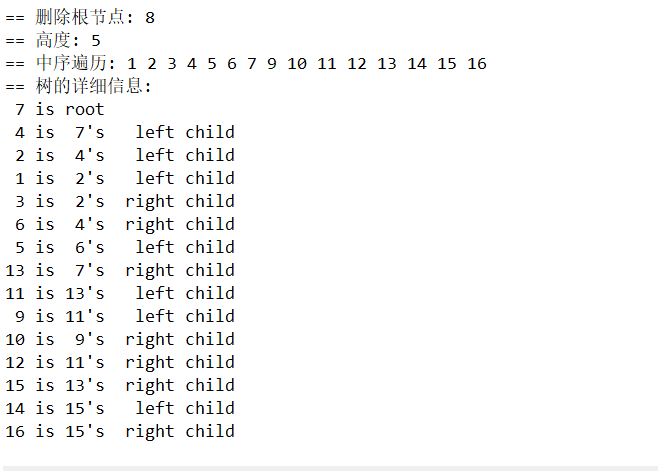 == 删除根节点: 8
== 高度: 5
== 中序遍历: 1 2 3 4 5 6 7 9 10 11 12 13 14 15 16
== 树的详细信息:
 7 is root
 4 is  7's   left child
 2 is  4's   left child
 1 is  2's   left child
 3 is  2's  right child
 6 is  4's  right child
 5 is  6's   left child
13 is  7's  right child
11 is 13's   left child
 9 is 11's   left child
10 is  9's  right child
12 is 11's  right child
15 is 13's  right child
14 is 15's   left child
16 is 15's  right child